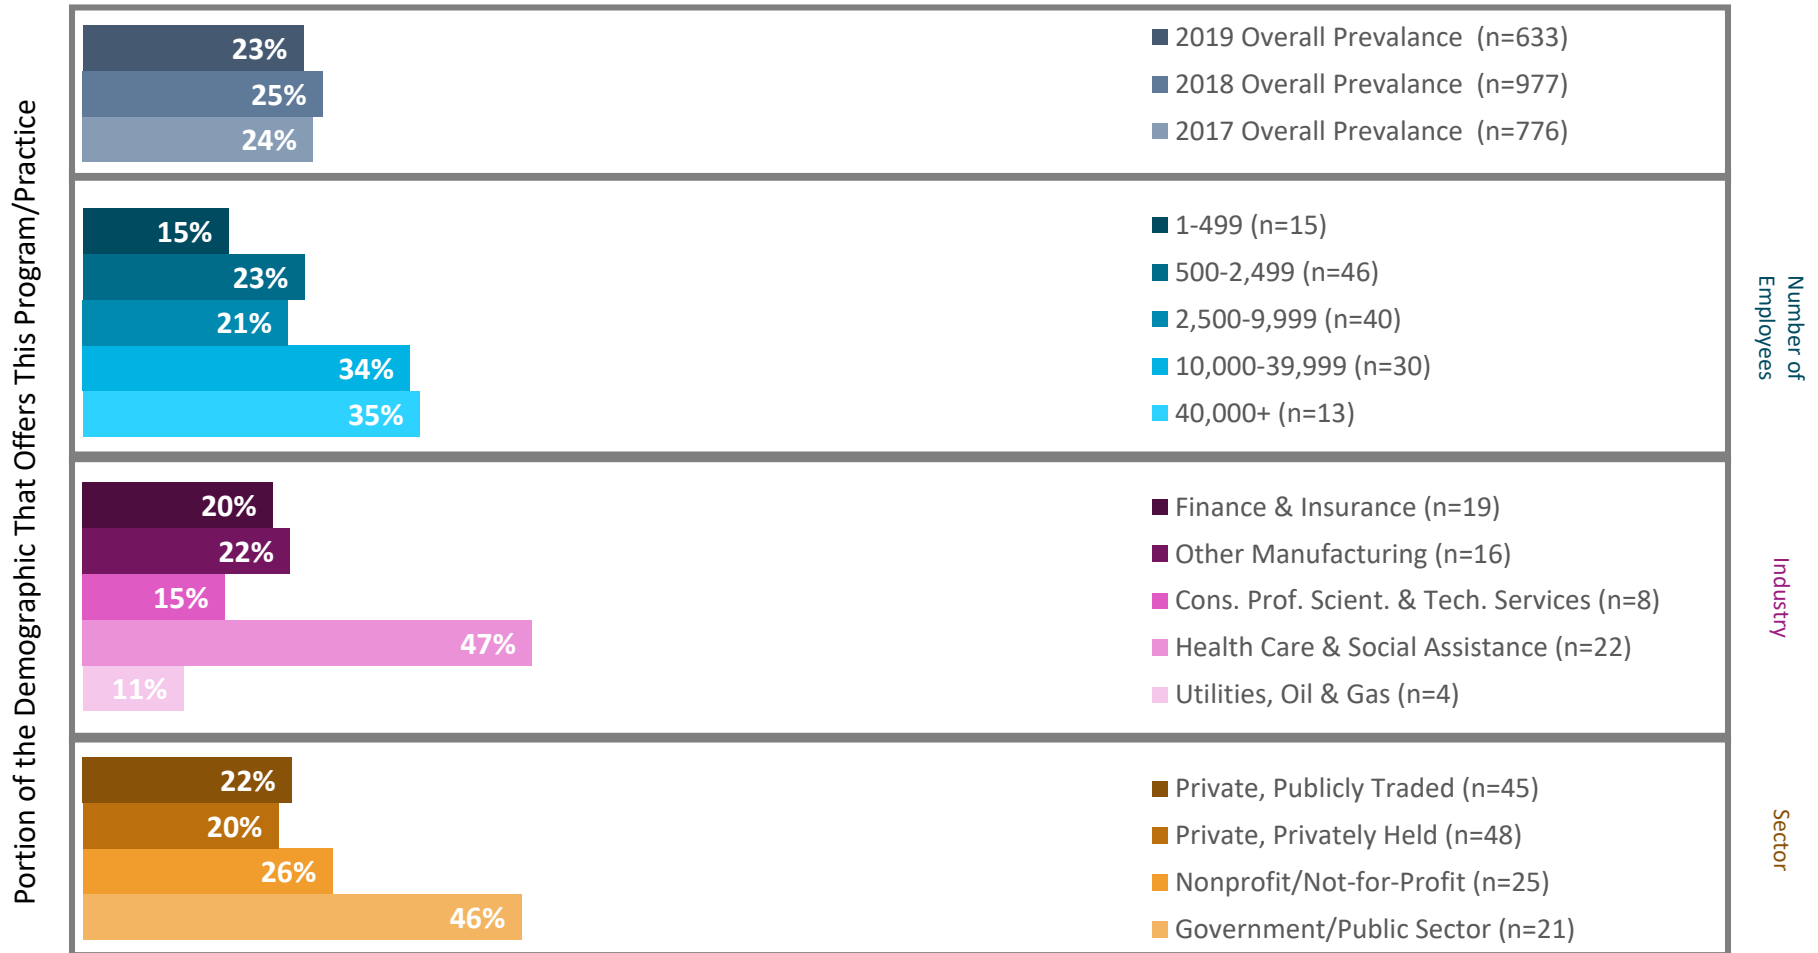 Portion of the Demographic That Offers This Program/Practice
23%
25%
24%
2019 Overall Prevalance (n=633)
2018 Overall Prevalance (n=977)
2017 Overall Prevalance (n=776)
15%
23%
21%
34%
35%
1-499 (n=15)
500-2,499 (n=46)
2,500-9,999 (n=40)
10,000-39,999 (n=30)
40,000+ (n=13)
Number of
Employees
20%
22%
15%
47%
11%
Finance & Insurance (n=19)
Other Manufacturing (n=16)
Cons. Prof. Scient. & Tech. Services (n=8)
Health Care & Social Assistance (n=22)
Utilities, Oil & Gas (n=4)
Industry
22%
20%
26%
46%
Private, Publicly Traded (n=45)
Private, Privately Held (n=48)
Nonprofit/Not-for-Profit (n=25)
Government/Public Sector (n=21)
Sector